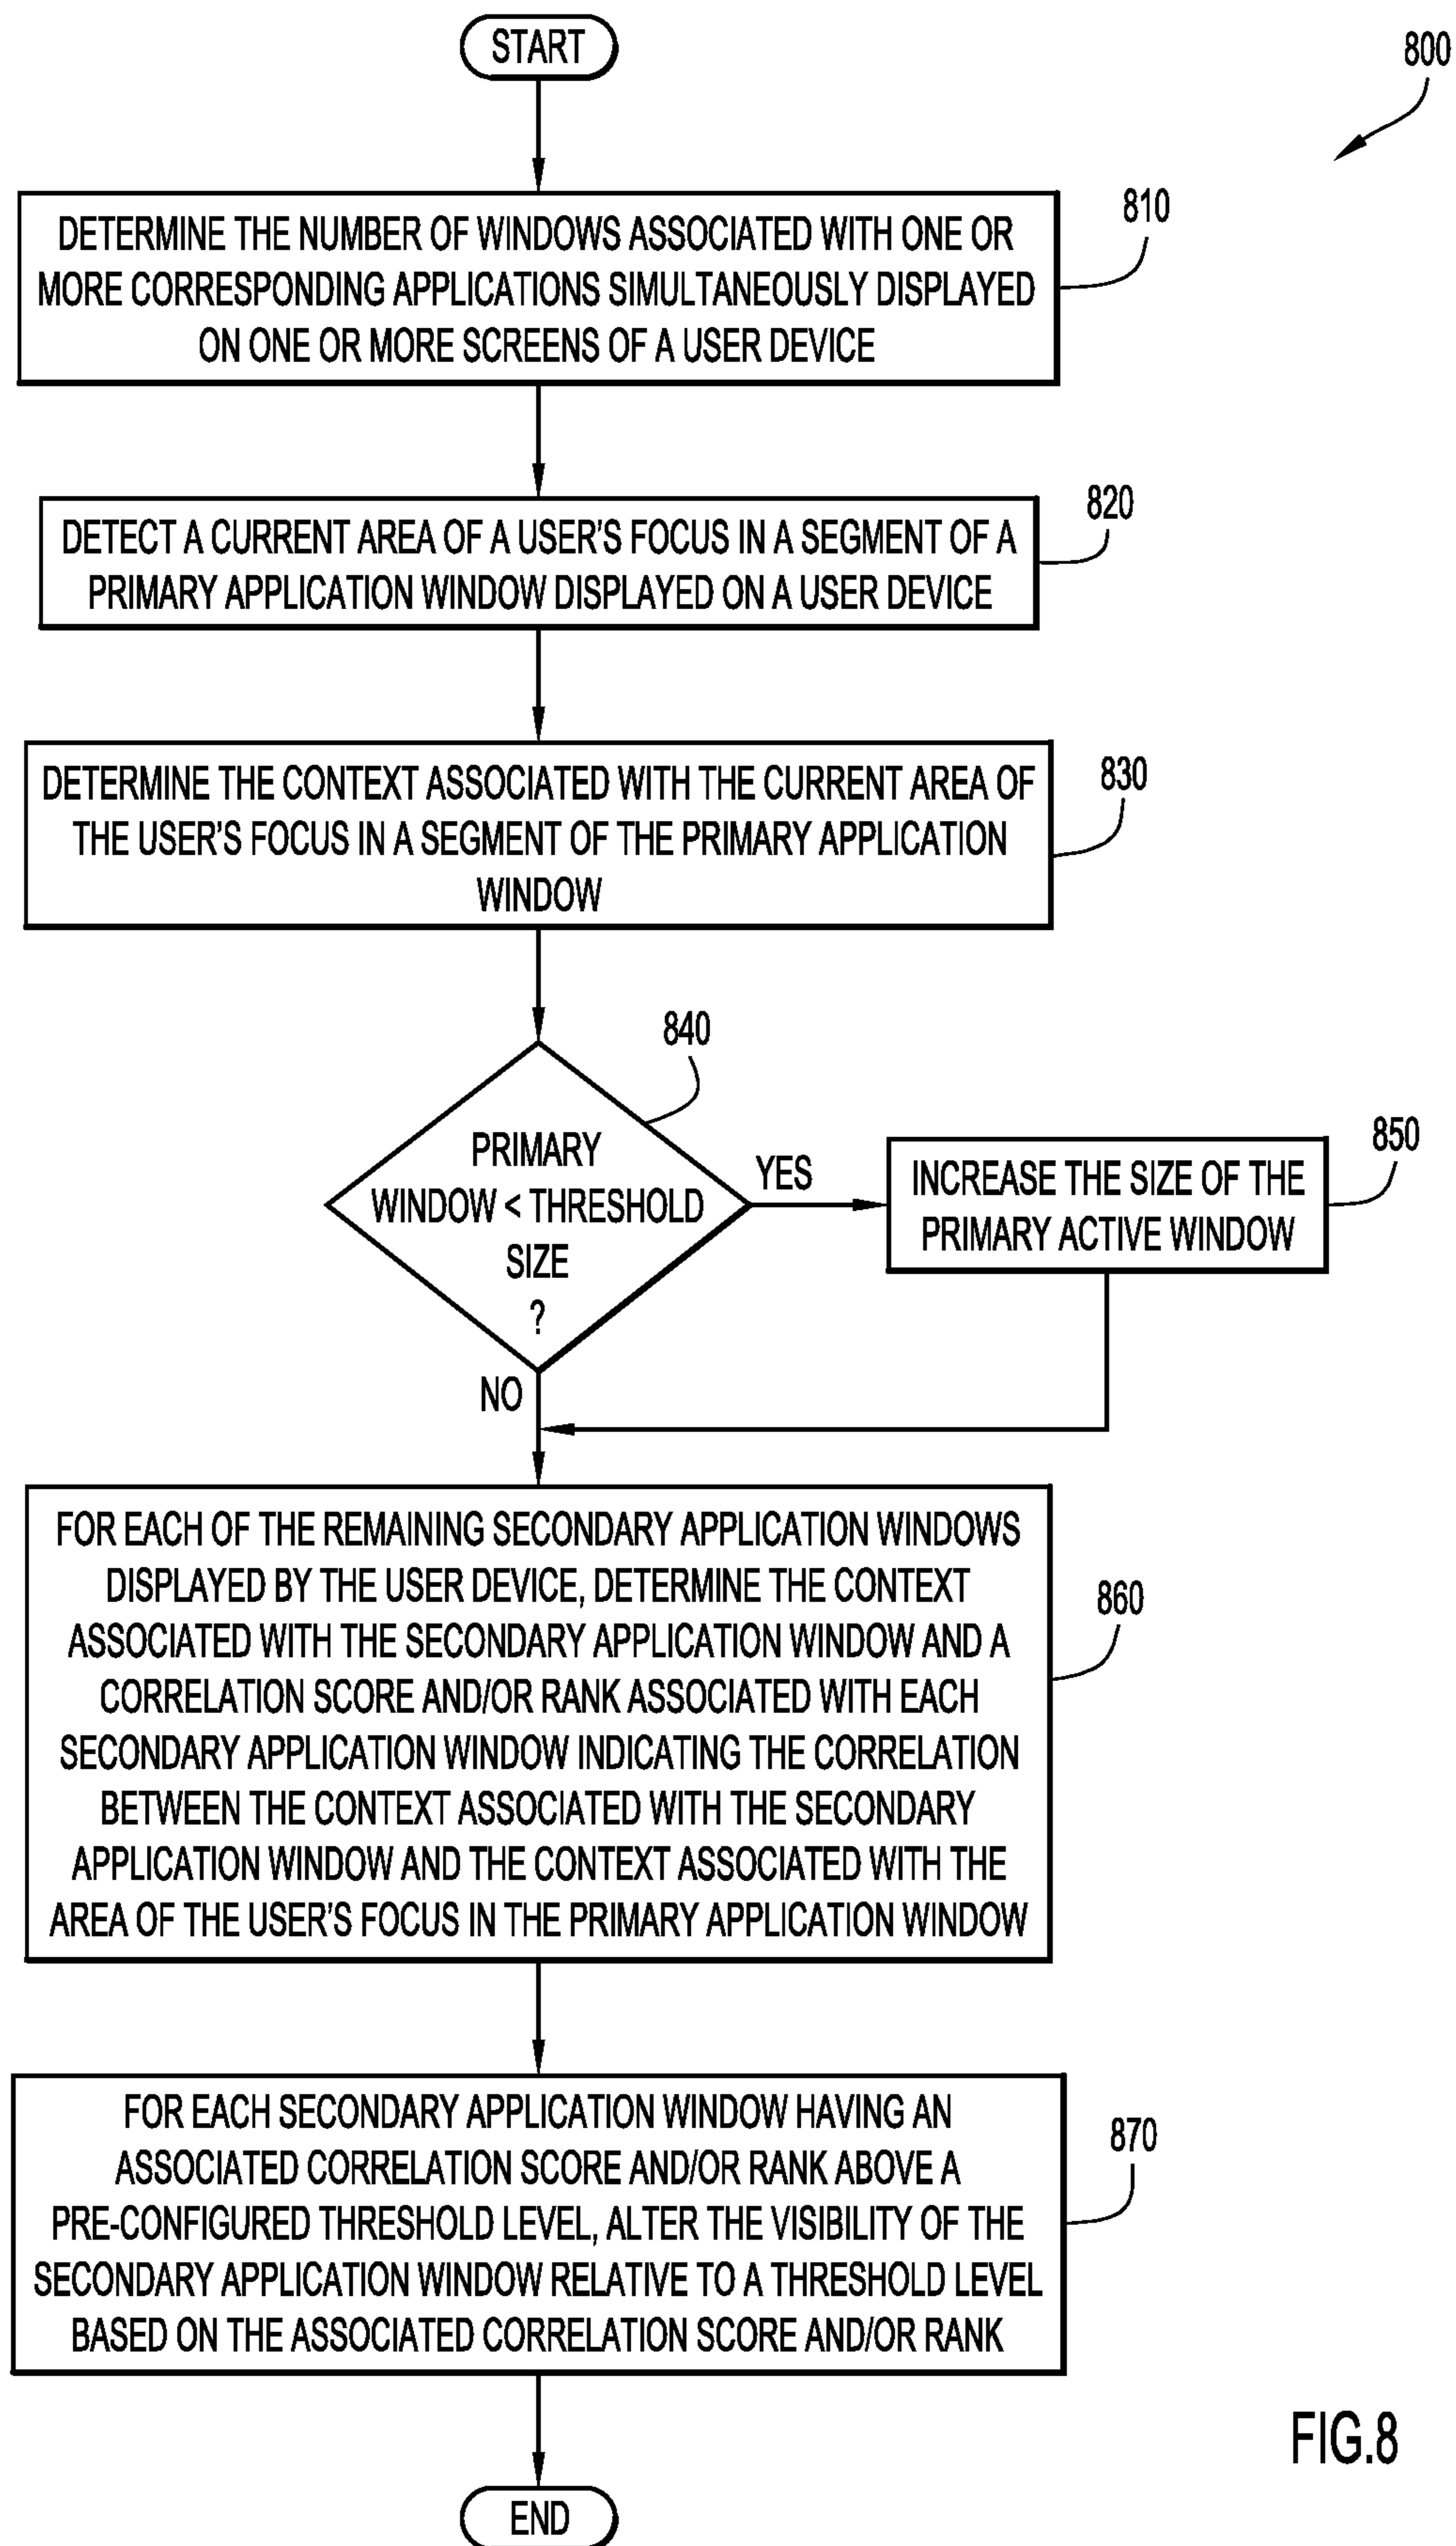 START
800
DETERMINE THE NUMBER OF WINDOWS ASSOCIATED WITH ONE OR
MORE CORRESPONDING APPLICATIONS SIMULTANEOUSLY DISPLAYED
ON ONE OR MORE SCREENS OF A USER DEVICE
810
DETECT A CURRENT AREA OF A USER'S FOCUS IN A SEGMENT OF A
PRIMARY APPLICATION WINDOW DISPLAYED ON A USER DEVICE
820
DETERMINE THE CONTEXT ASSOCIATED WITH THE CURRENT AREA OF
THE USER'S FOCUS IN A SEGMENT OF THE PRIMARY APPLICATION
WINDOW
830
PRIMARY
WINDOW < THRESHOLD
SIZE
?
840
YES
INCREASE THE SIZE OF THE
PRIMARY ACTIVE WINDOW
850
NO
FOR EACH OF THE REMAINING SECONDARY APPLICATION WINDOWS
DISPLAYED BY THE USER DEVICE, DETERMINE THE CONTEXT
ASSOCIATED WITH THE SECONDARY APPLICATION WINDOW AND A
CORRELATION SCORE AND/OR RANK ASSOCIATED WITH EACH
SECONDARY APPLICATION WINDOW INDICATING THE CORRELATION
BETWEEN THE CONTEXT ASSOCIATED WITH THE SECONDARY
APPLICATION WINDOW AND THE CONTEXT ASSOCIATED WITH THE
AREA OF THE USER'S FOCUS IN THE PRIMARY APPLICATION WINDOW
860
FOR EACH SECONDARY APPLICATION WINDOW HAVING AN
ASSOCIATED CORRELATION SCORE AND/OR RANK ABOVE A
PRE-CONFIGURED THRESHOLD LEVEL, ALTER THE VISIBILITY OF THE
SECONDARY APPLICATION WINDOW RELATIVE TO A THRESHOLD LEVEL
BASED ON THE ASSOCIATED CORRELATION SCORE AND/OR RANK
870
END
FIG.8